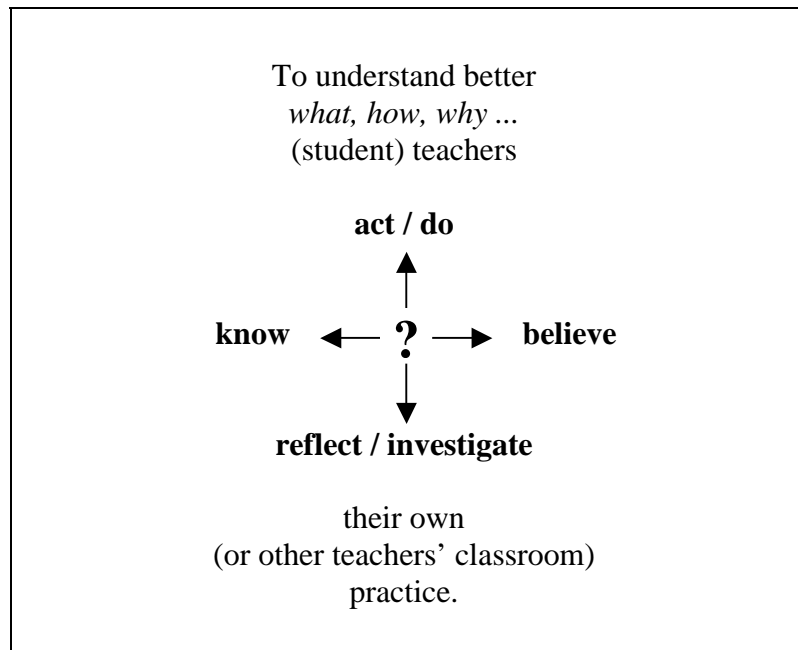 To understand better
what, how, why ...
(student) teachers
act / do
know ? believe
reflect / investigate
their own
(or other teachers’ classroom)
practice.